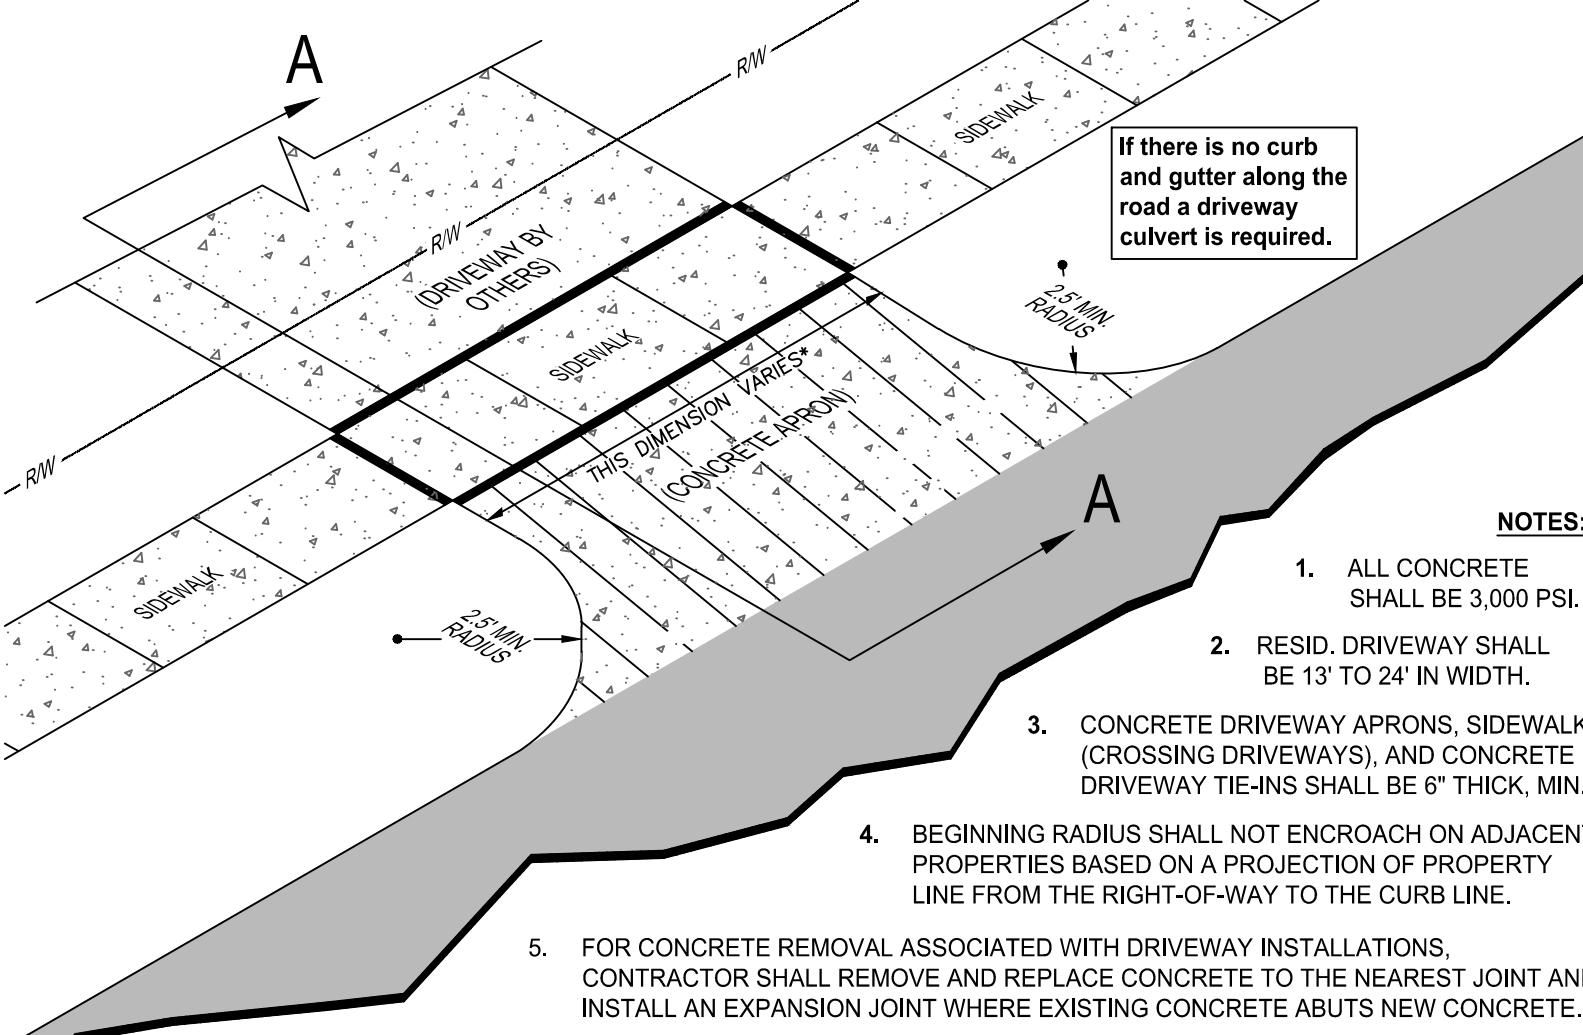 A
R/W
SIDEWALK
If there is no curb
and gutter along the
road a driveway
culvert is required.
R/W
(DRIVEWAY BY
OTHERS)
2.5' MIN.
RADIUS
SIDEWALK
THIS DIMENSION VARIES*
(CONCRETE APRON)
R/W
A
SIDEWALK
2.5' MIN.
RADIUS
NOTES:
1. ALL CONCRETE
SHALL BE 3,000 PSI.
2. RESID. DRIVEWAY SHALL
BE 13' TO 24' IN WIDTH.
3. CONCRETE DRIVEWAY APRONS, SIDEWALK
(CROSSING DRIVEWAYS), AND CONCRETE
DRIVEWAY TIE-INS SHALL BE 6" THICK, MIN.
4. BEGINNING RADIUS SHALL NOT ENCROACH ON ADJACENT
PROPERTIES BASED ON A PROJECTION OF PROPERTY
LINE FROM THE RIGHT-OF-WAY TO THE CURB LINE.
5. FOR CONCRETE REMOVAL ASSOCIATED WITH DRIVEWAY INSTALLATIONS,
CONTRACTOR SHALL REMOVE AND REPLACE CONCRETE TO THE NEAREST JOINT AND
INSTALL AN EXPANSION JOINT WHERE EXISTING CONCRETE ABUTS NEW CONCRETE.